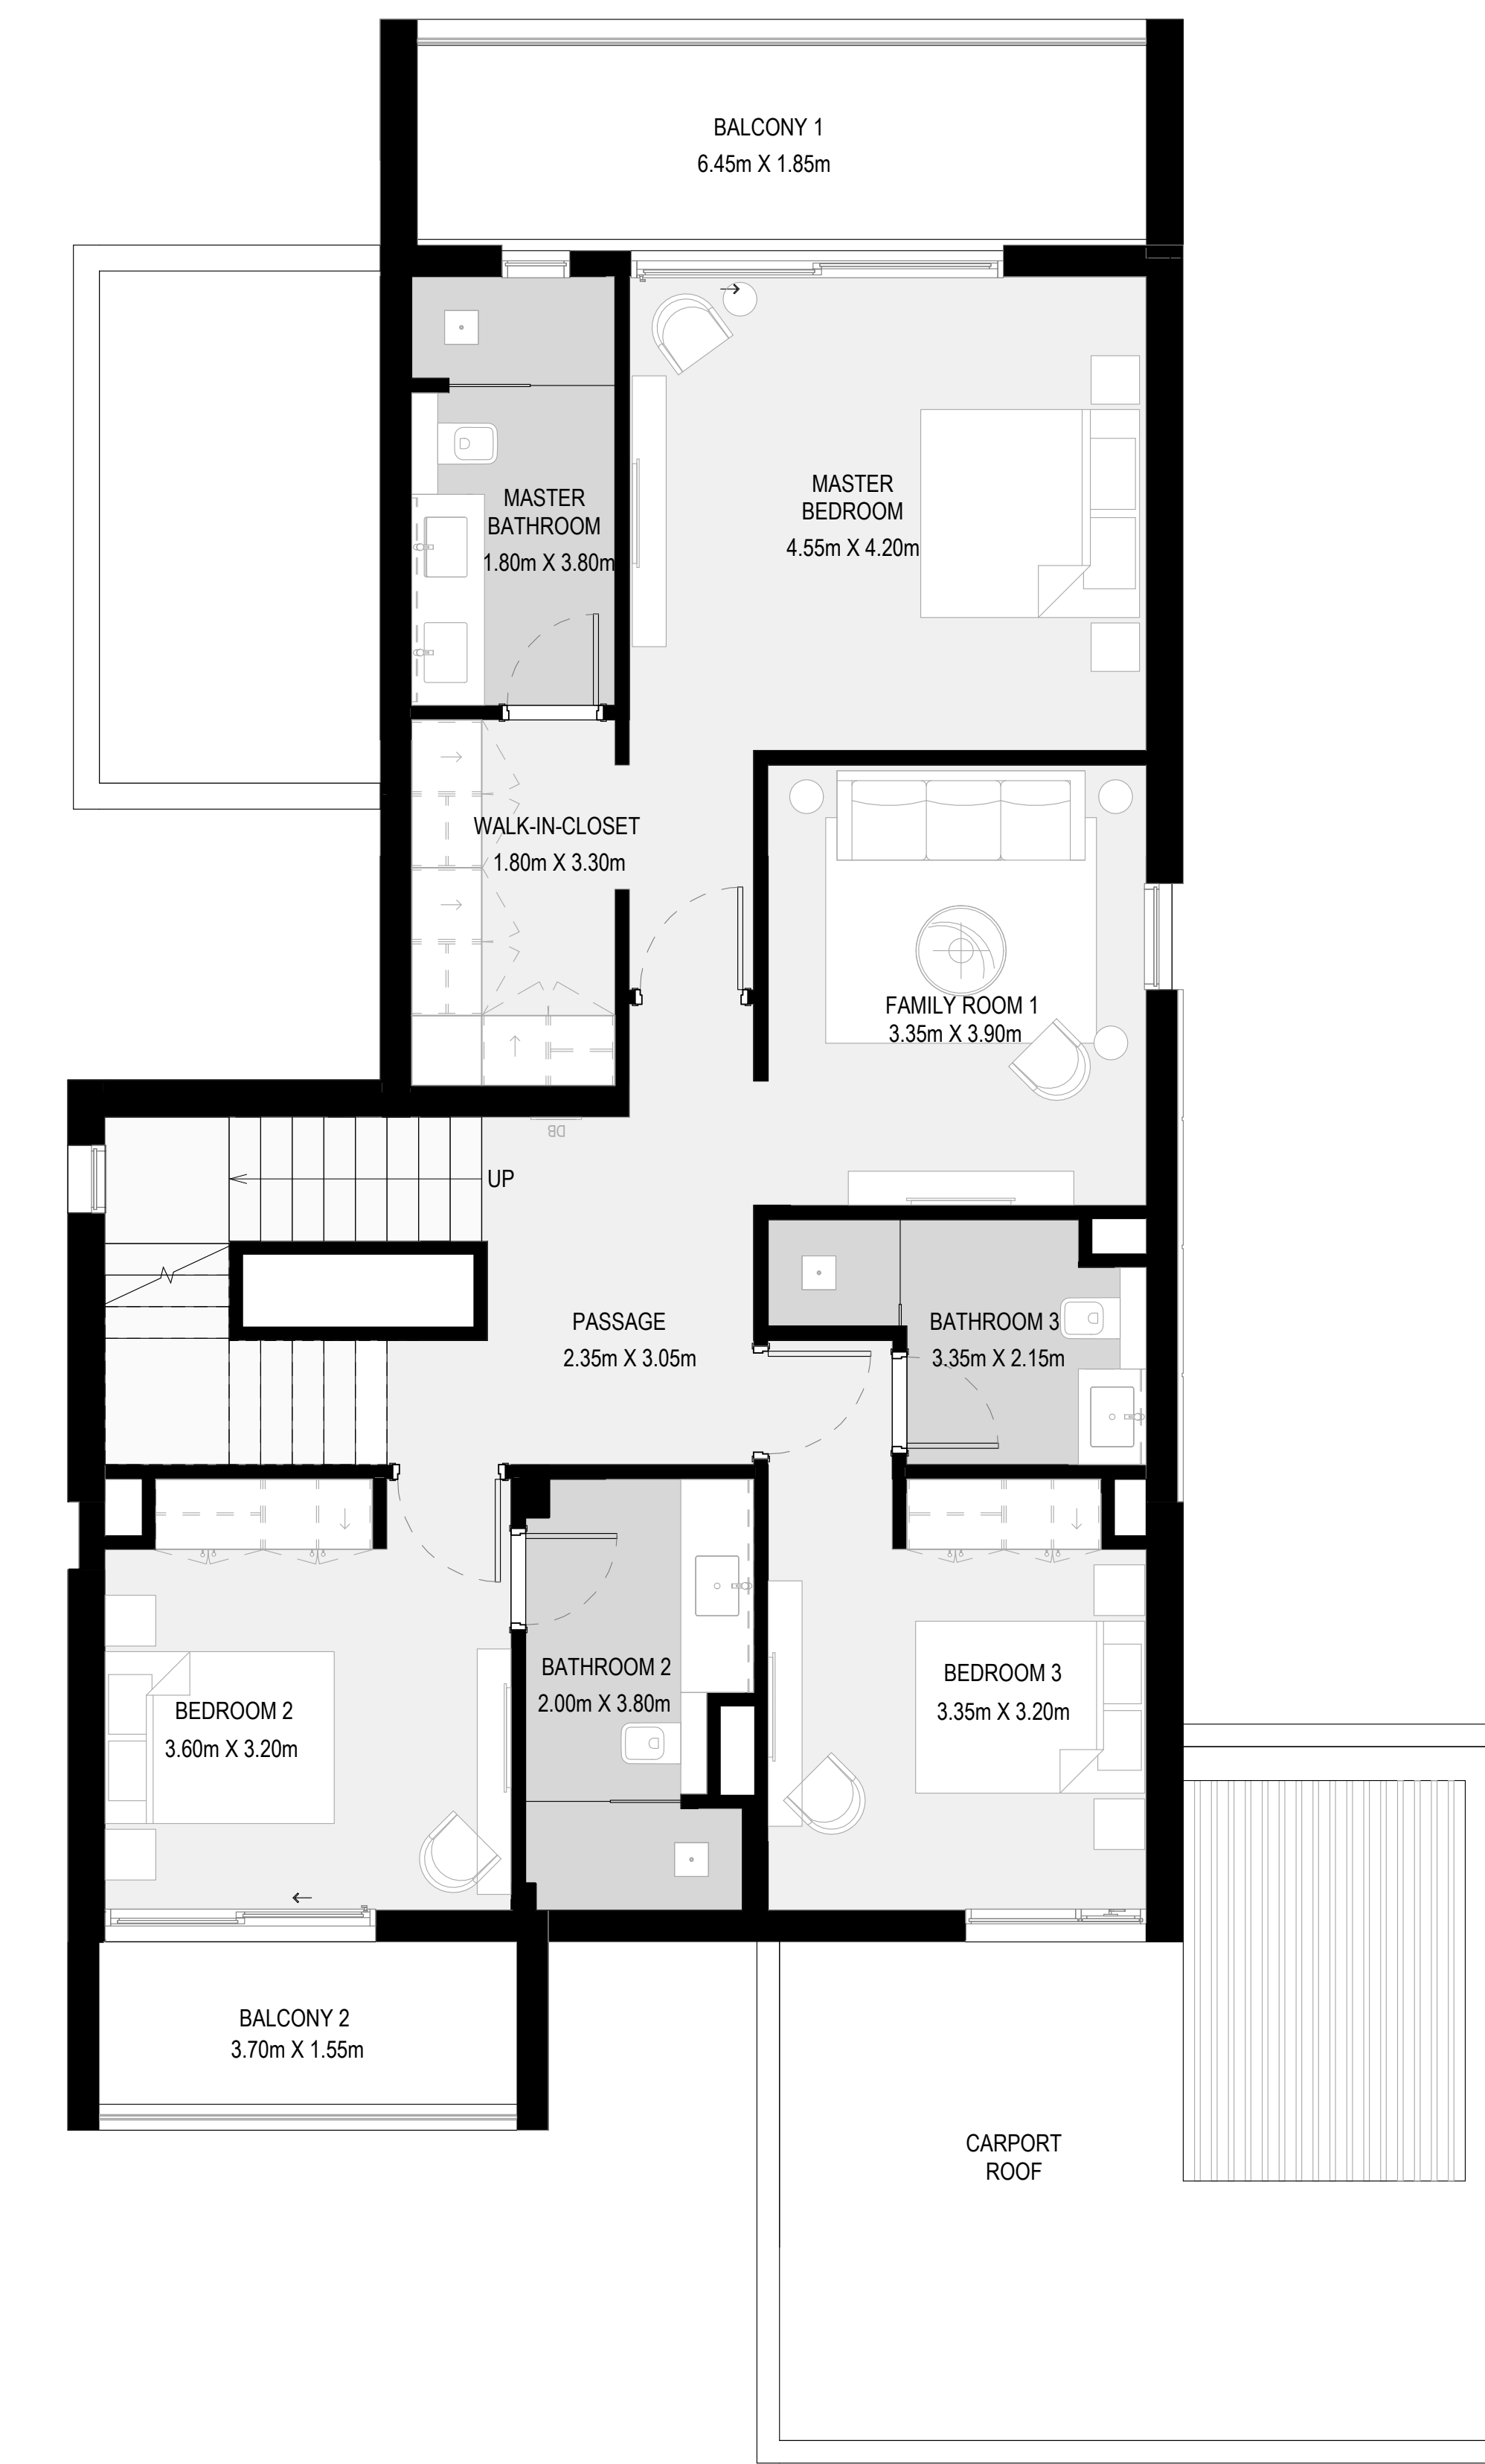 BALCONY 1
6.45m X 1.85m
MASTER
BATHROOM
1.80m X 3.80m
MASTER
BEDROOM
4.55m X 4.20m
WALK-IN-CLOSET
1.80m X 3.30m
FAMILY ROOM 1
3.35m X 3.90m
DB
UP
PASSAGE
2.35m X 3.05m
BATHROOM 3
3.35m X 2.15m
BATHROOM 2
2.00m X 3.80m
BEDROOM 3
3.35m X 3.20m
BEDROOM 2
3.60m X 3.20m
BALCONY 2
3.70m X 1.55m
CARPORT
ROOF